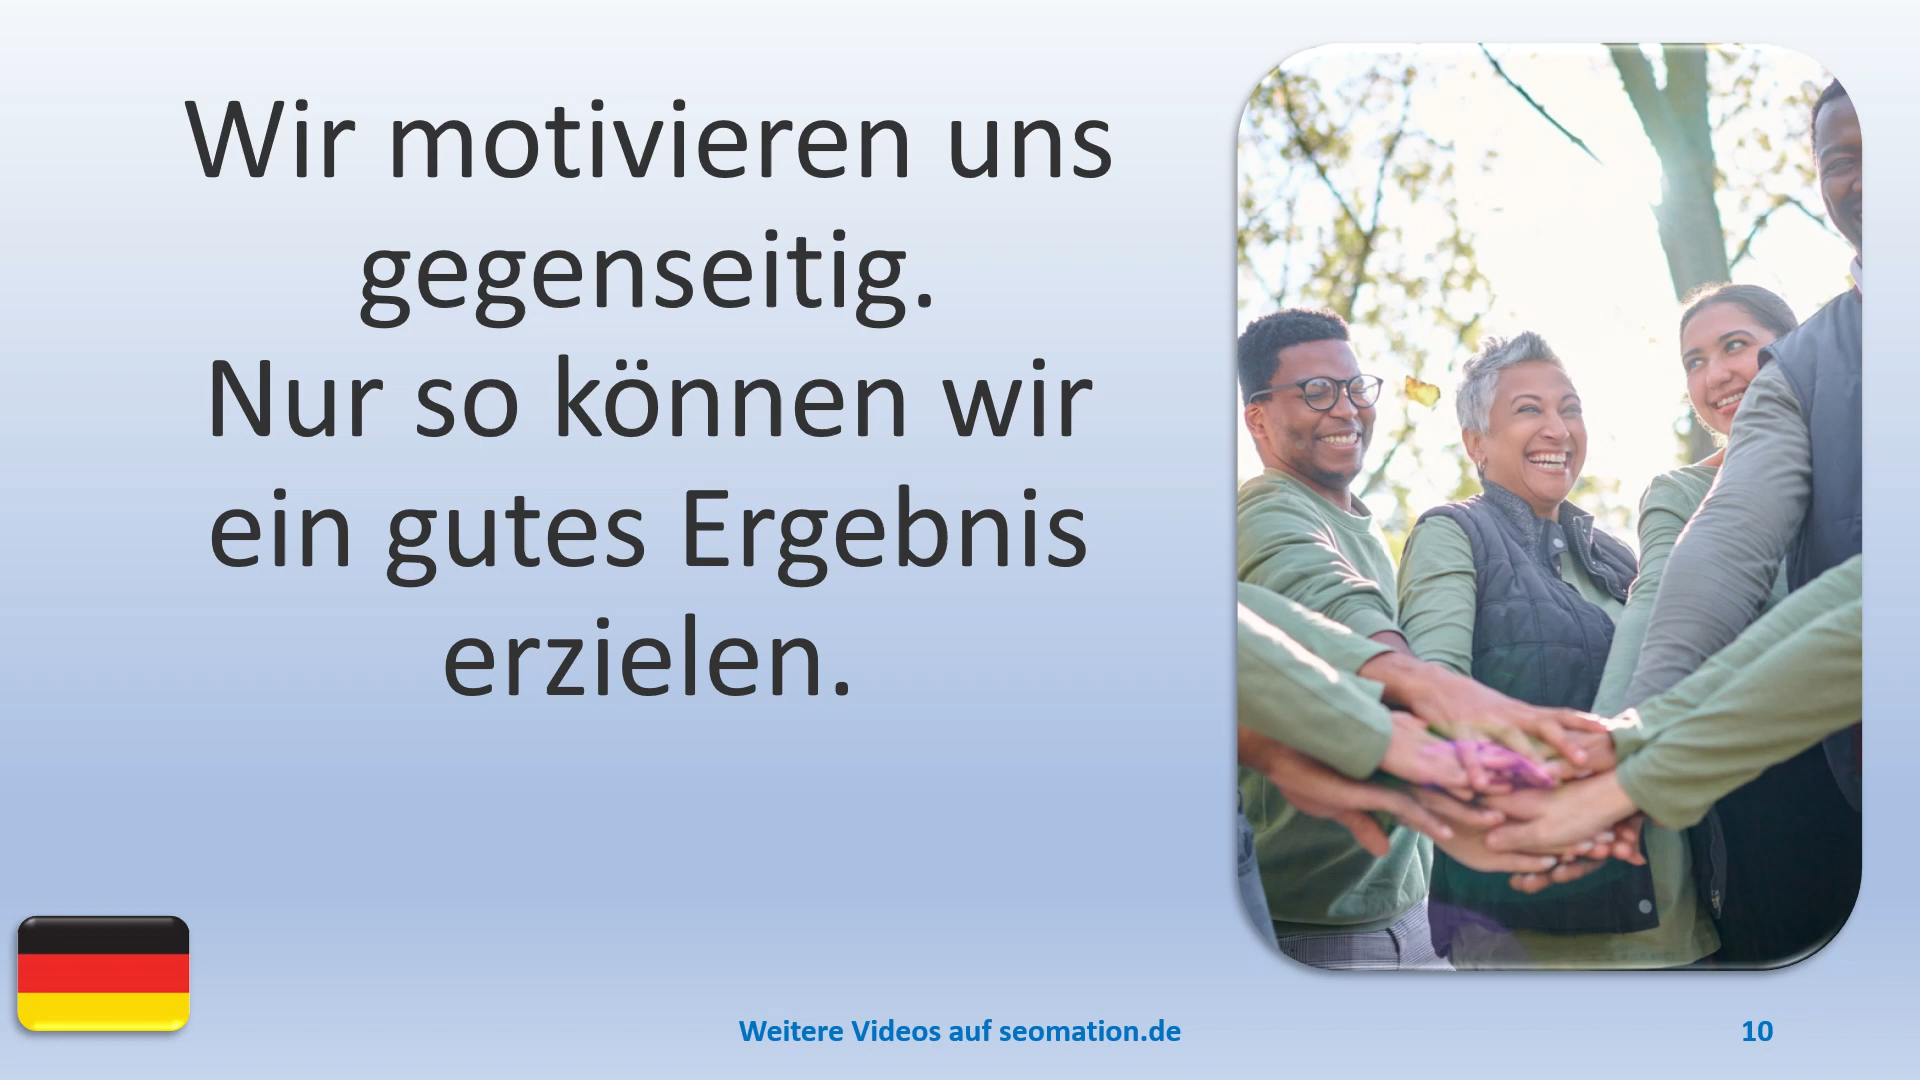 Wir motivieren uns
gegenseitig.
Nur so können wir
ein gutes Ergebnis
erzielen.
Weitere Videos auf seomation.de
10